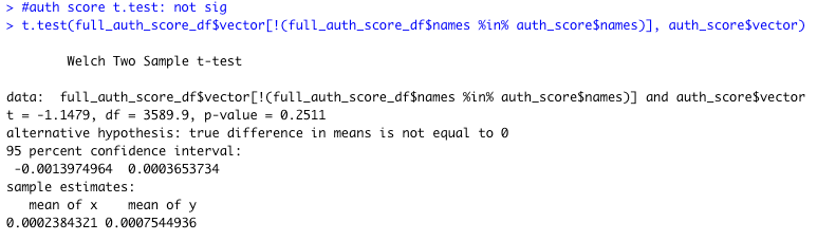 > #auth score t.test: not sig
> t.test(full_auth_score_df$vector[!(full_auth_score_df$names %in% auth_score$names)], auth_score$vector)
Welch Two Sample t-test
data:  full_auth_score_df$vector[!(full_auth_score_df$names %in% auth_score$names)] and auth_score$vector
t = -1.1479, df = 3589.9, p-value = 0.2511
alternative hypothesis: true difference in means is not equal to 0
95 percent confidence interval:
-0.0013974964  0.0003653734
sample estimates:
mean of x    mean of y
0.0002384321 0.0007544936